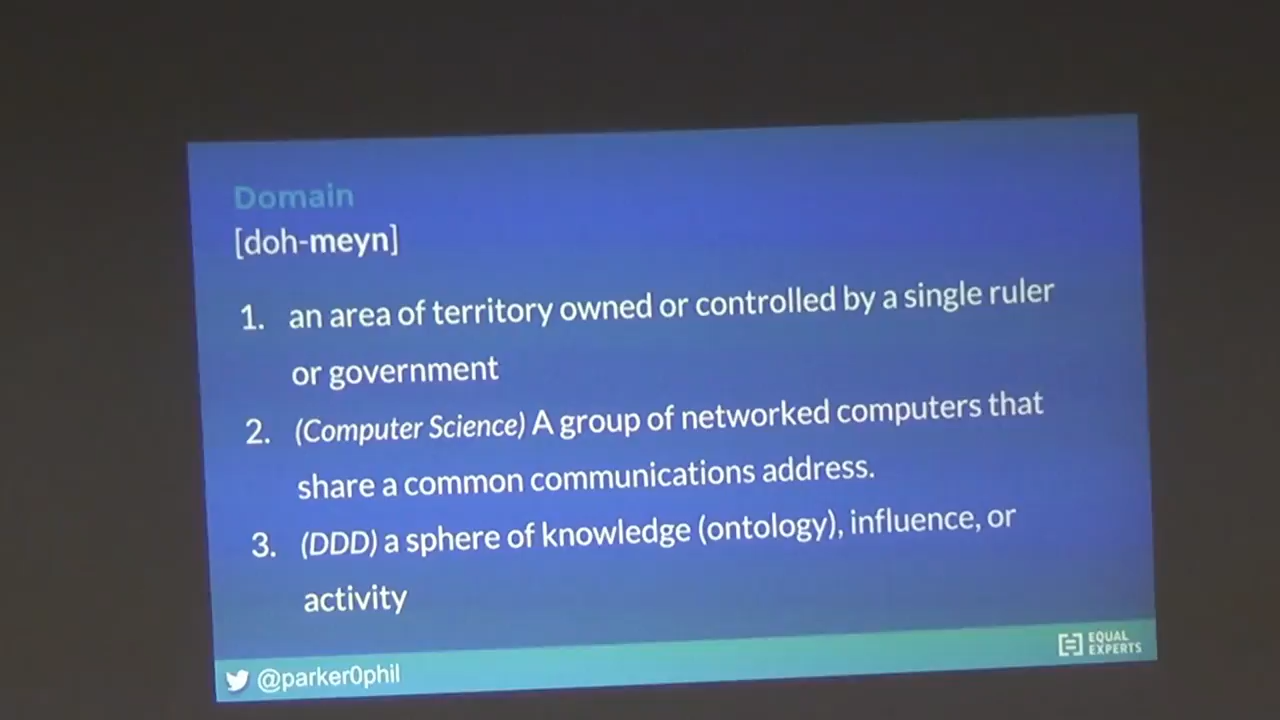 Domain
[doh-meyn]
1. an area of territory owned or controlled by a single ruler
or government
2. (Computer Science) A group of networked computers that
share a common communications address.
3. (DDD) a sphere of knowledge (ontology), influence, or
activity
@parker0phil
EQUAL
EXPERTS